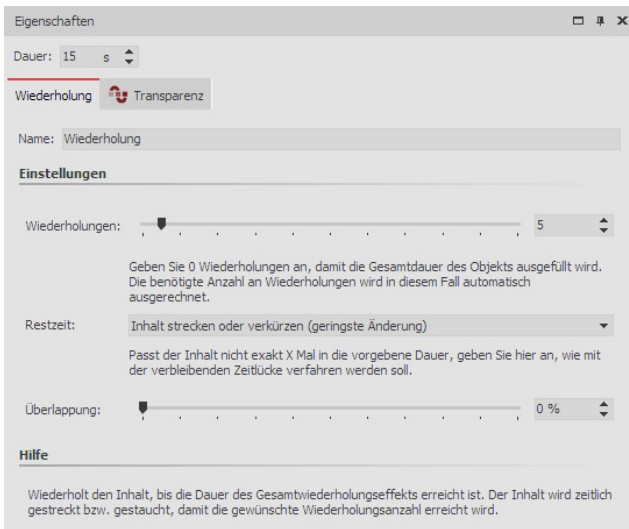 Eigenschaften
Dauer: 15 s
Wiederholung Transparenz
Name: Wiederholung
Einstellungen
Wiederholungen: 5
Geben Sie 0 Wiederholungen an, damit die Gesamtdauer des Objekts ausgefüllt wird.
Die benötigte Anzahl an Wiederholungen wird in diesem Fall automatisch
ausgerechnet.
Restzeit: Inhalt strecken oder verkürzen (geringste Änderung)
Passt der Inhalt nicht exakt X Mal in die vorgebene Dauer, geben Sie hier an, wie mit
der verbleibenden Zeitlücke verfahren werden soll.
Überlappung: 0 %
Hilfe
Wiederholt den Inhalt, bis die Dauer des Gesamtwiederholungseffekts erreicht ist. Der Inhalt wird zeitlich
gestreckt bzw. gestaucht, damit die gewünschte Wiederholungsanzahl erreicht wird.